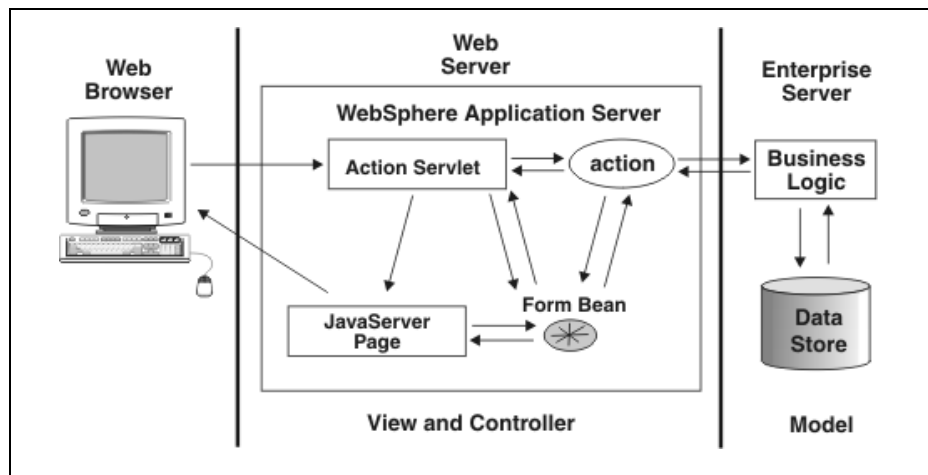 Web
Browser
Web
Server
Enterprise
Server
WebSphere Application Server
Action Servlet
action
Business
Logic
Form Bean
JavaServer
Page
Data
Store
View and Controller
Model